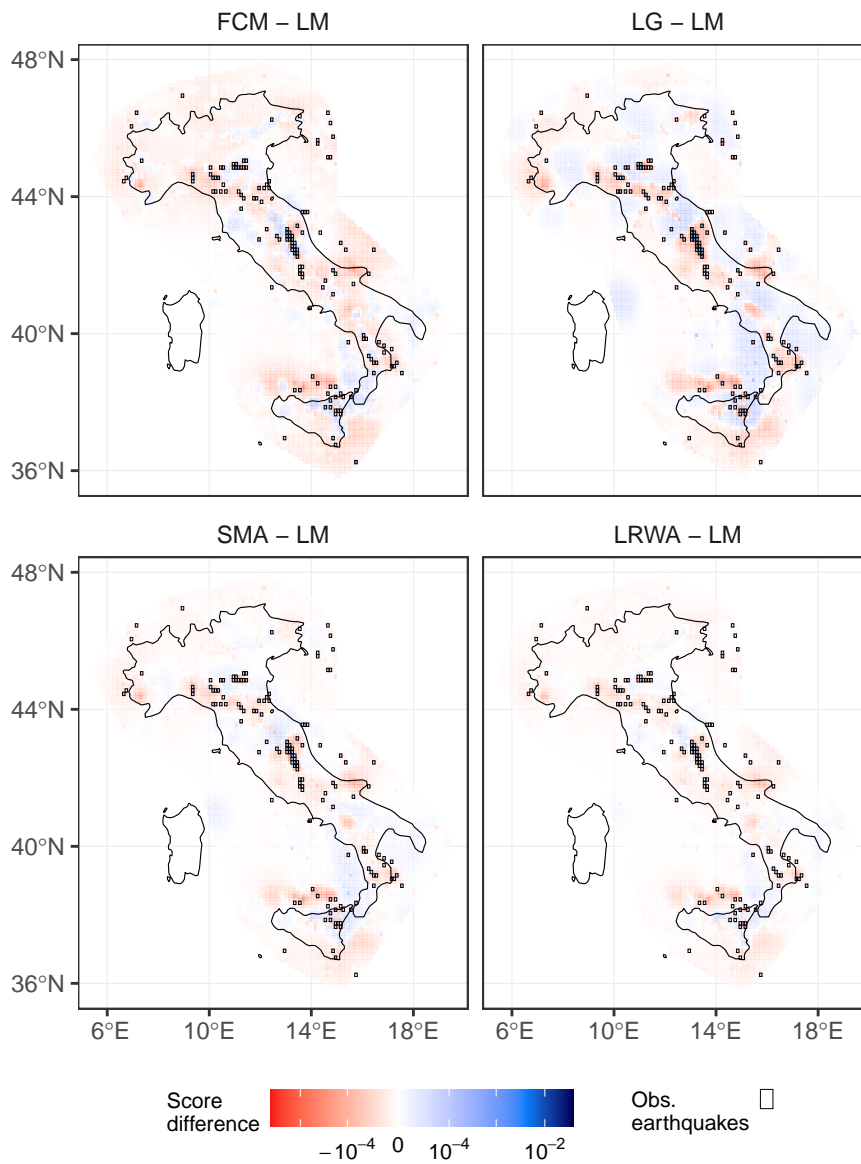 FCM − LM
LG − LM
48°N
44°N
40°N
36°N
SMA − LM
LRWA − LM
48°N
44°N
40°N
36°N
6°E 10°E 14°E 18°E
6°E 10°E 14°E 18°E
Score
difference
−10⁻⁴ 0 10⁻⁴ 10⁻²
Obs.
earthquakes